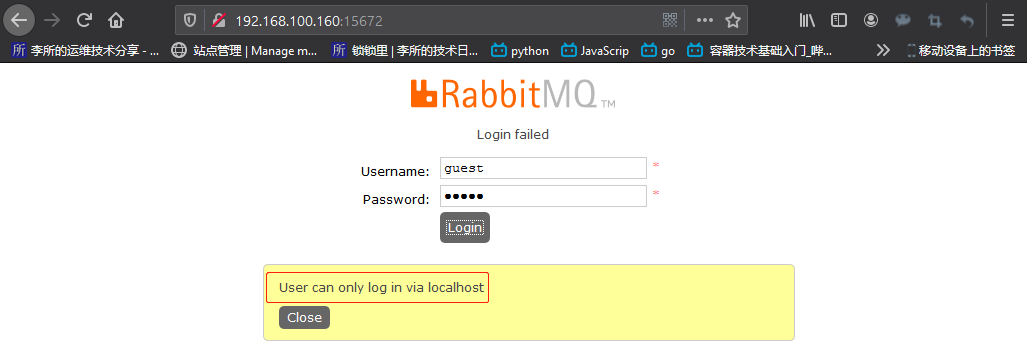 192.168.100.160:15672
李所的运维技术分享 - ...
站点管理 | Manage m...
所 锁锁里 | 李所的技术日...
python
JavaScrip
go
容器技术基础入门_哔...
移动设备上的书签
RabbitMQ TM
Login failed
Username: guest *
Password: ●●●●● *
Login
User can only log in via localhost
Close